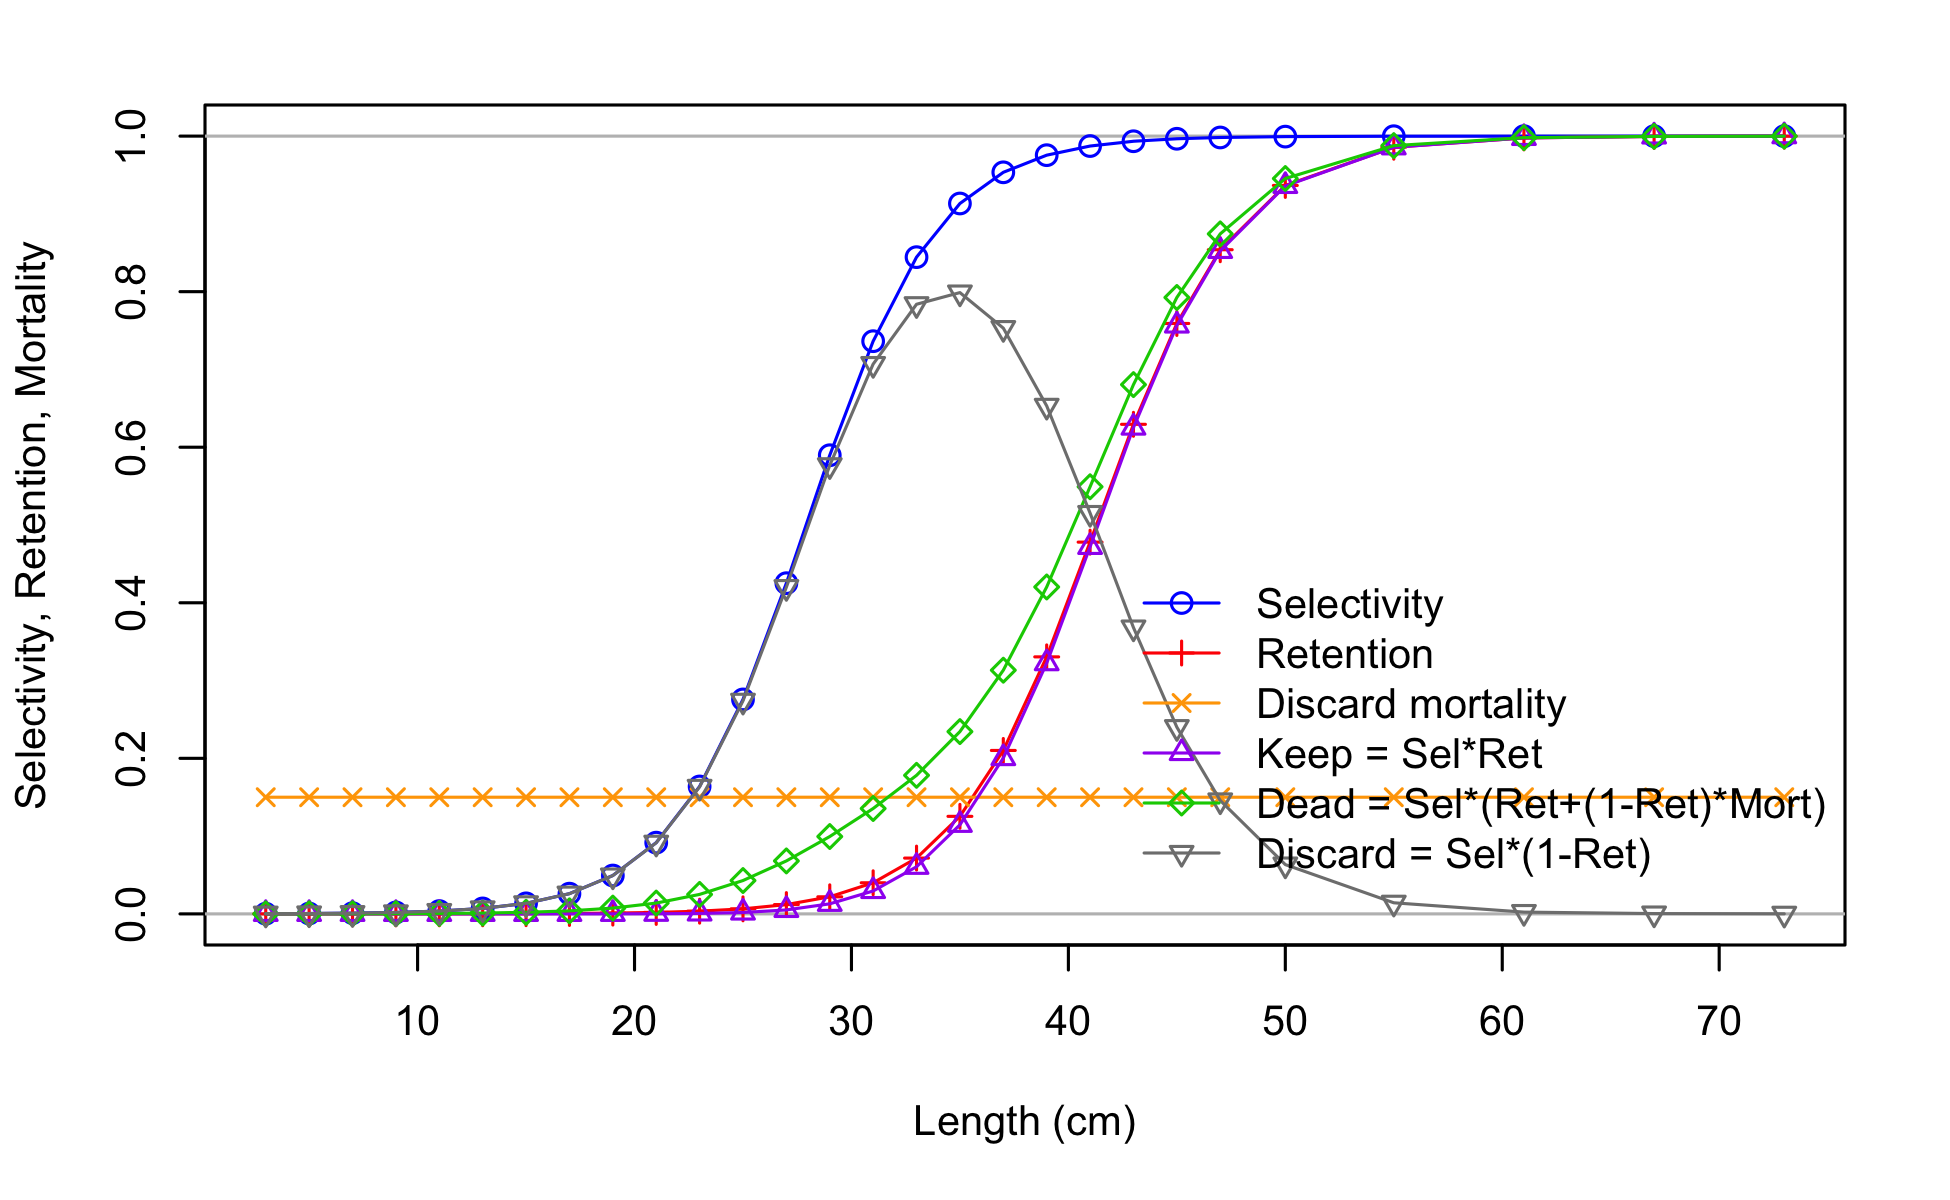 Selectivity, Retention, Mortality
1.0
0.8
0.6
0.4
0.2
0.0
Selectivity
Retention
Discard mortality
Keep = Sel*Ret
Dead = Sel*(Ret+(1-Ret)*Mort)
Discard = Sel*(1-Ret)
10 20 30 40 50 60 70
Length (cm)